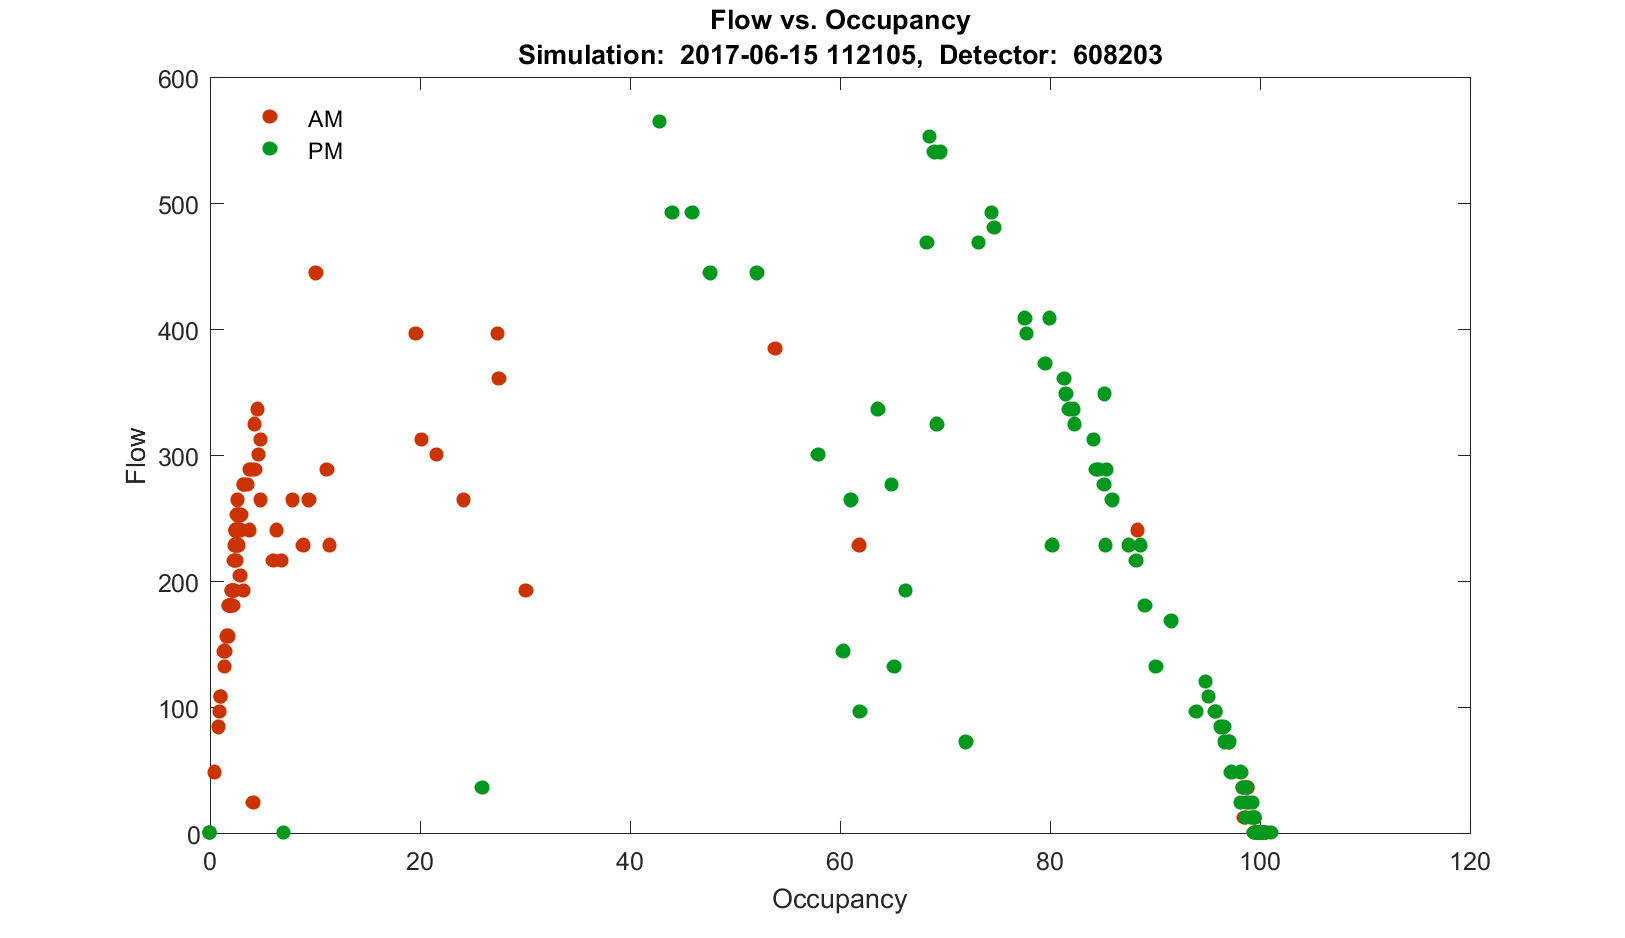 Flow vs. Occupancy
Simulation:  2017-06-15 112105,  Detector:  608203
600
500
400
300
200
100
0
AM
PM
Flow
0 20 40 60 80 100 120
Occupancy